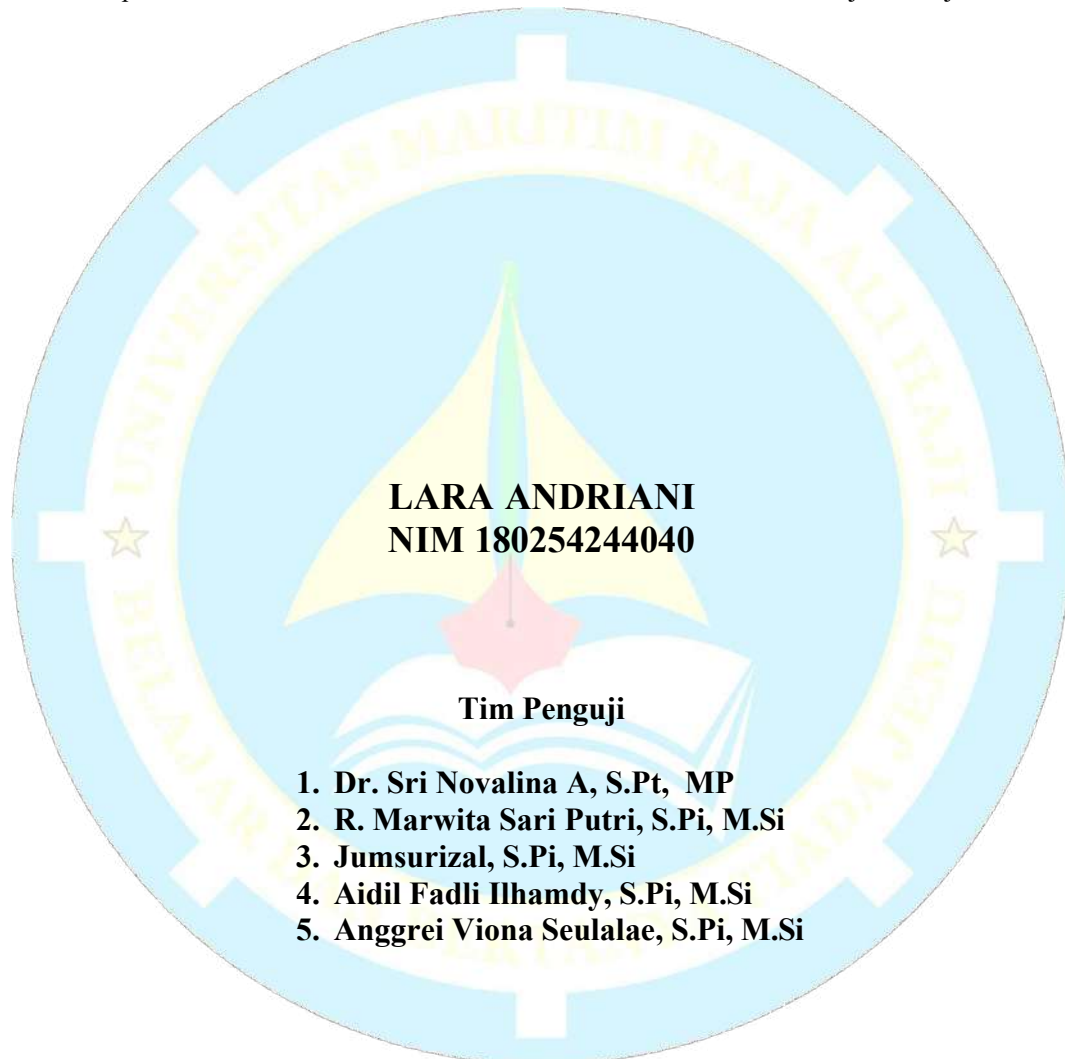 UNIVERSITAS MARITIM RAJA ALI HAJI
LARA ANDRIANI
NIM 180254244040
Tim Penguji
1. Dr. Sri Novalina A, S.Pt, MP
2. R. Marwita Sari Putri, S.Pi, M.Si
3. Jumsurizal, S.Pi, M.Si
4. Aidil Fadli Ilhamdy, S.Pi, M.Si
5. Anggrei Viona Seulalae, S.Pi, M.Si
BELAJAR TIADA JEMU